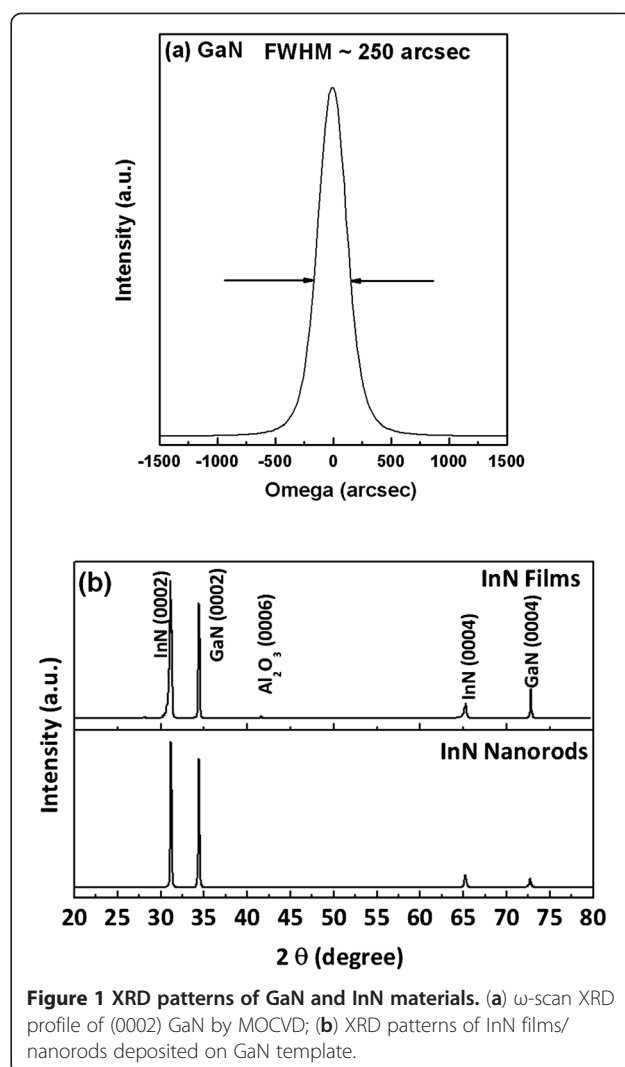 (a) GaN FWHM ~ 250 arcsec
Intensity (a.u.)
-1500 -1000 -500 0 500 1000 1500
Omega (arcsec)
(b) InN Films
InN (0002)
GaN (0002)
Al2O3 (0006)
InN (0004)
GaN (0004)
Intensity (a.u.)
InN Nanorods
20 25 30 35 40 45 50 55 60 65 70 75 80
2 θ (degree)
Figure 1 XRD patterns of GaN and InN materials. (a) ω-scan XRD
profile of (0002) GaN by MOCVD; (b) XRD patterns of InN films/
nanorods deposited on GaN template.